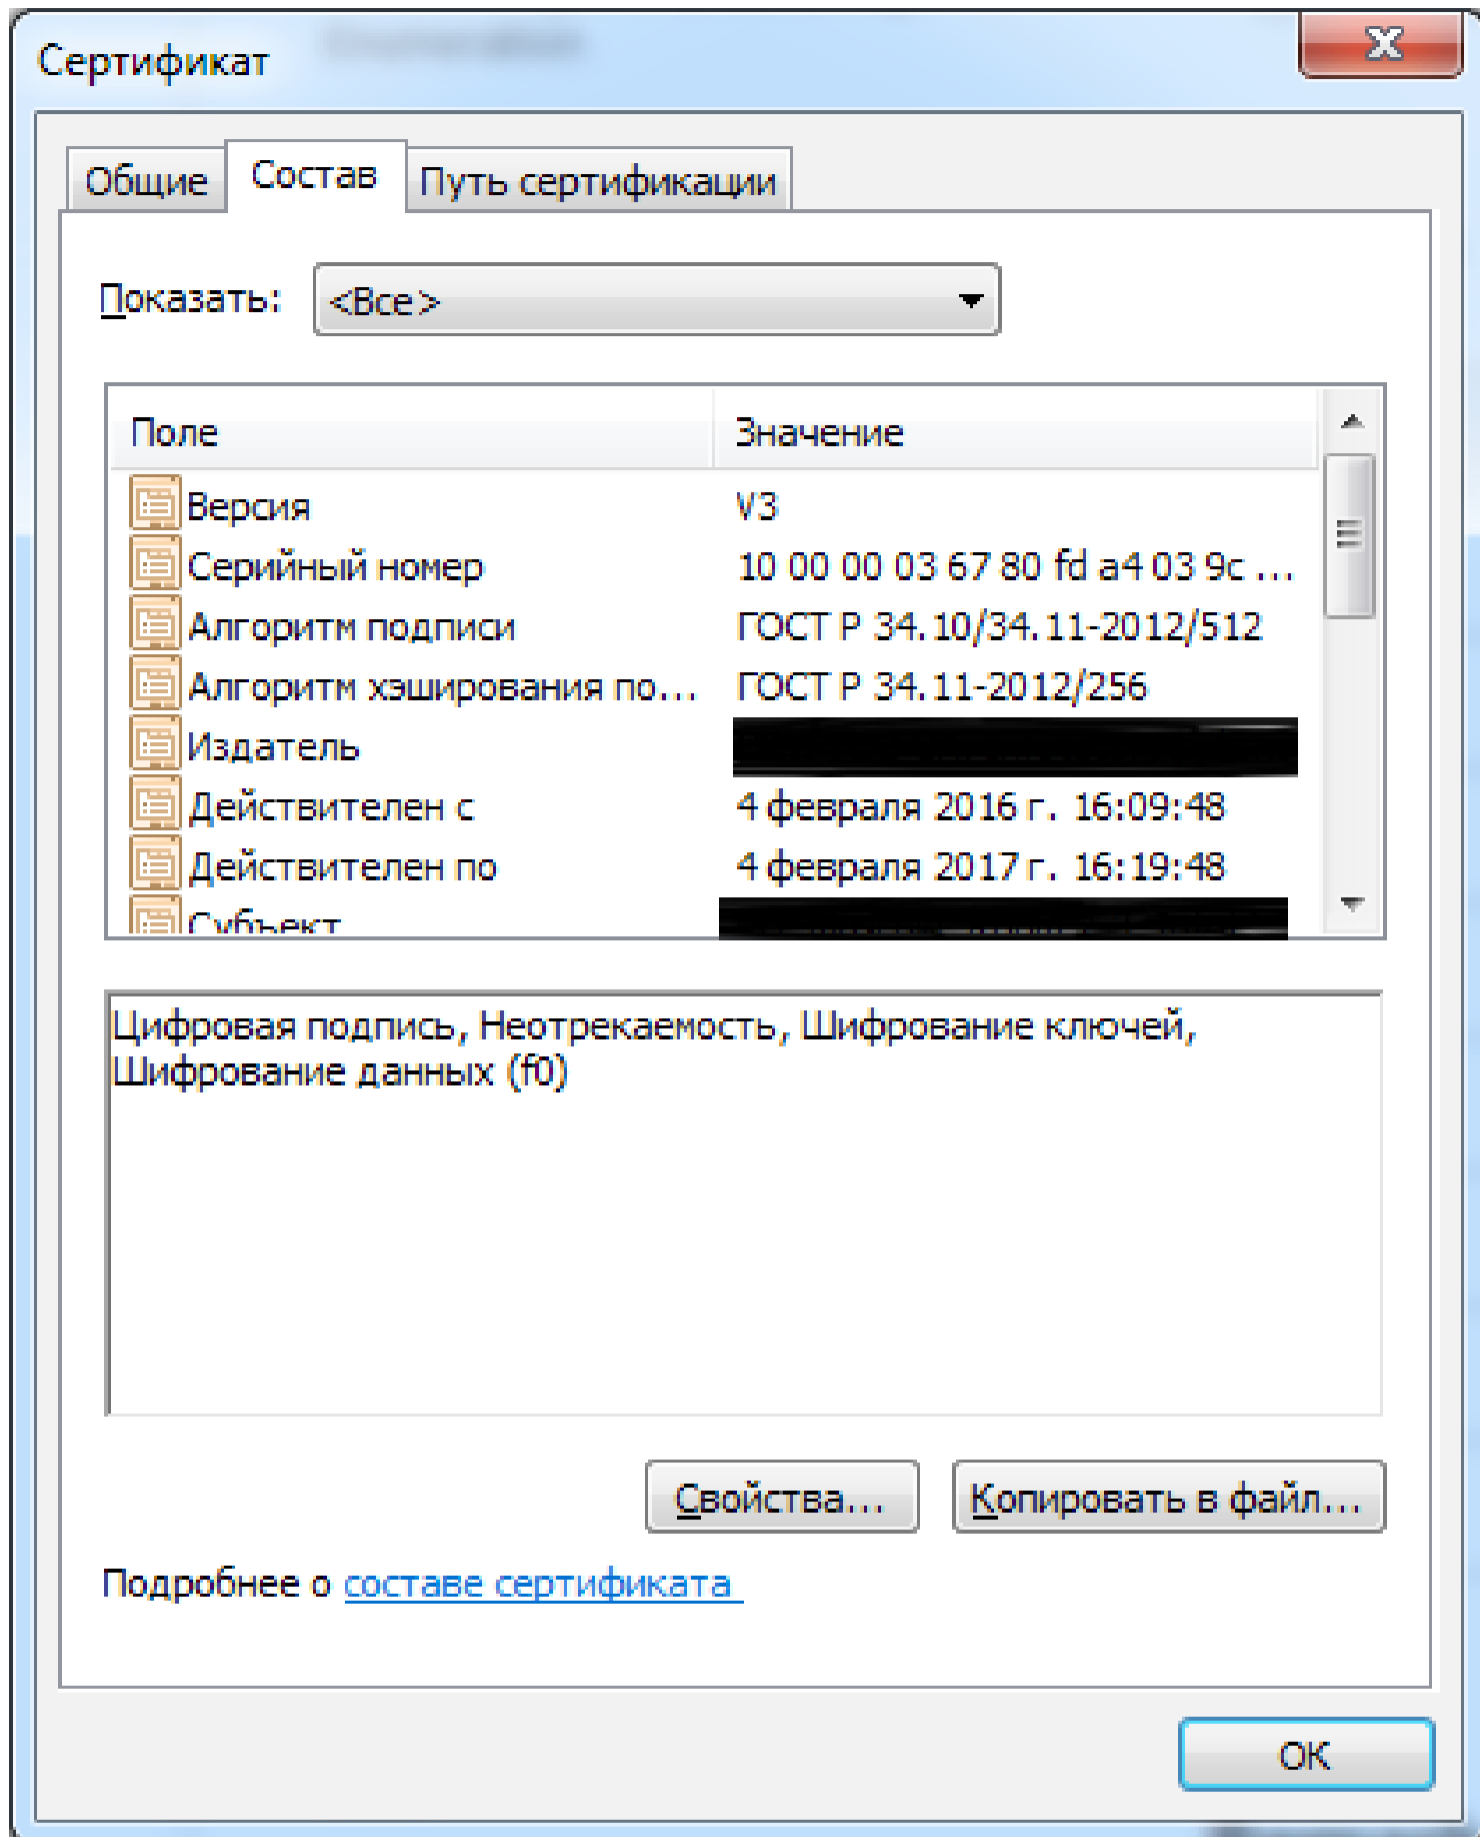 Сертификат
Общие Состав Путь сертификации
Показать: <Все>
Поле Значение
Версия V3
Серийный номер 10 00 00 03 67 80 fd a4 03 9c ...
Алгоритм подписи ГОСТ Р 34.10/34.11-2012/512
Алгоритм хэширования по... ГОСТ Р 34.11-2012/256
Издатель
Действителен с 4 февраля 2016 г. 16:09:48
Действителен по 4 февраля 2017 г. 16:19:48
Субъект
Цифровая подпись, Неотрекаемость, Шифрование ключей,
Шифрование данных (f0)
Свойства... Копировать в файл...
Подробнее о составе сертификата
ОК